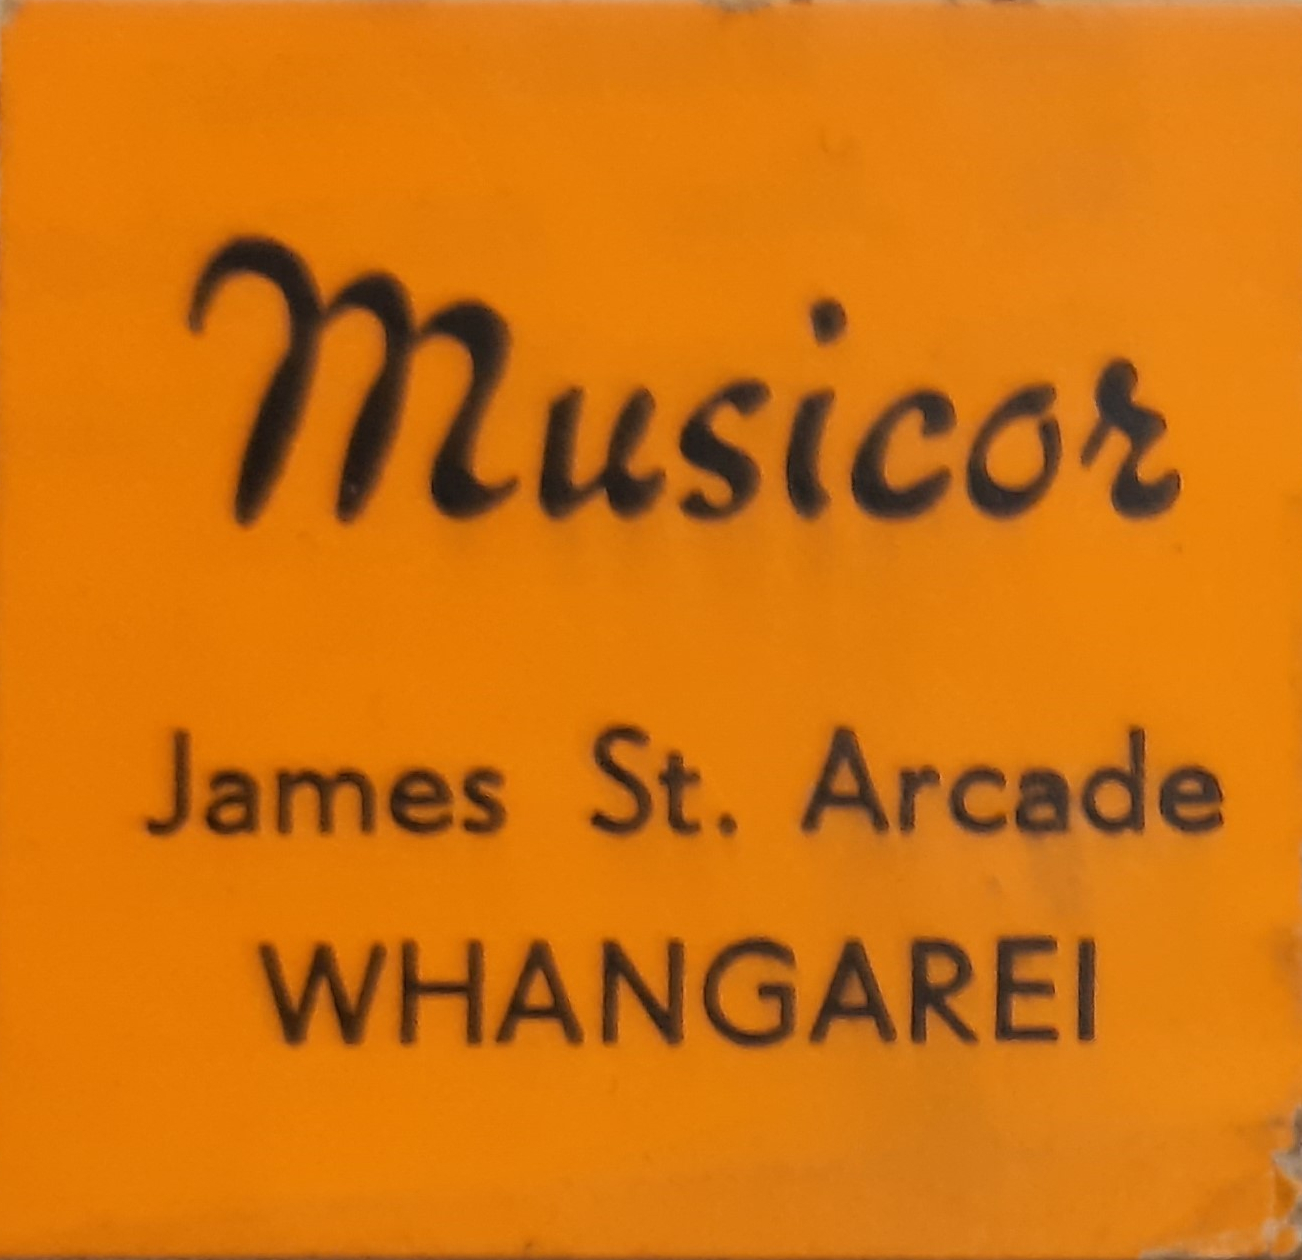 Musicor
James St. Arcade
WHANGAREI